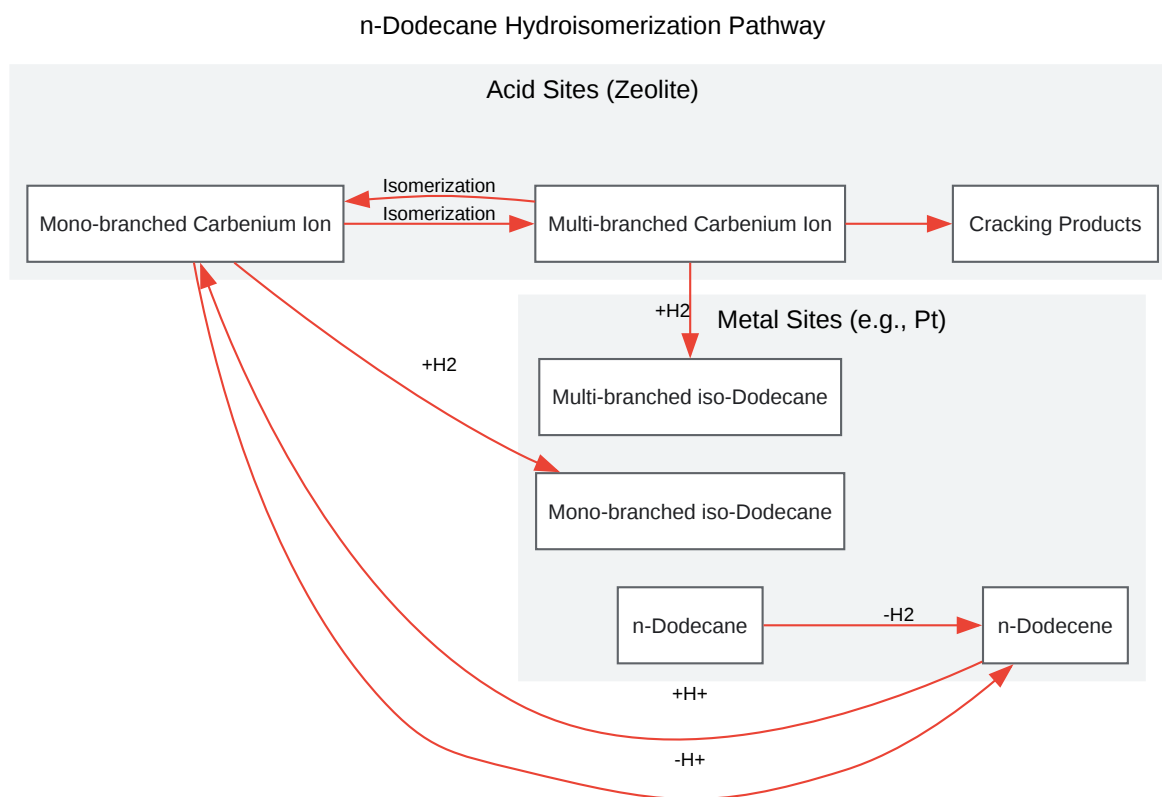 n-Dodecane Hydroisomerization Pathway
Acid Sites (Zeolite)
Isomerization
Mono-branched Carbenium Ion
Isomerization
Multi-branched Carbenium Ion
Cracking Products
+H2
Metal Sites (e.g., Pt)
+H2
Multi-branched iso-Dodecane
Mono-branched iso-Dodecane
n-Dodecane
-H2
n-Dodecene
+H+
-H+